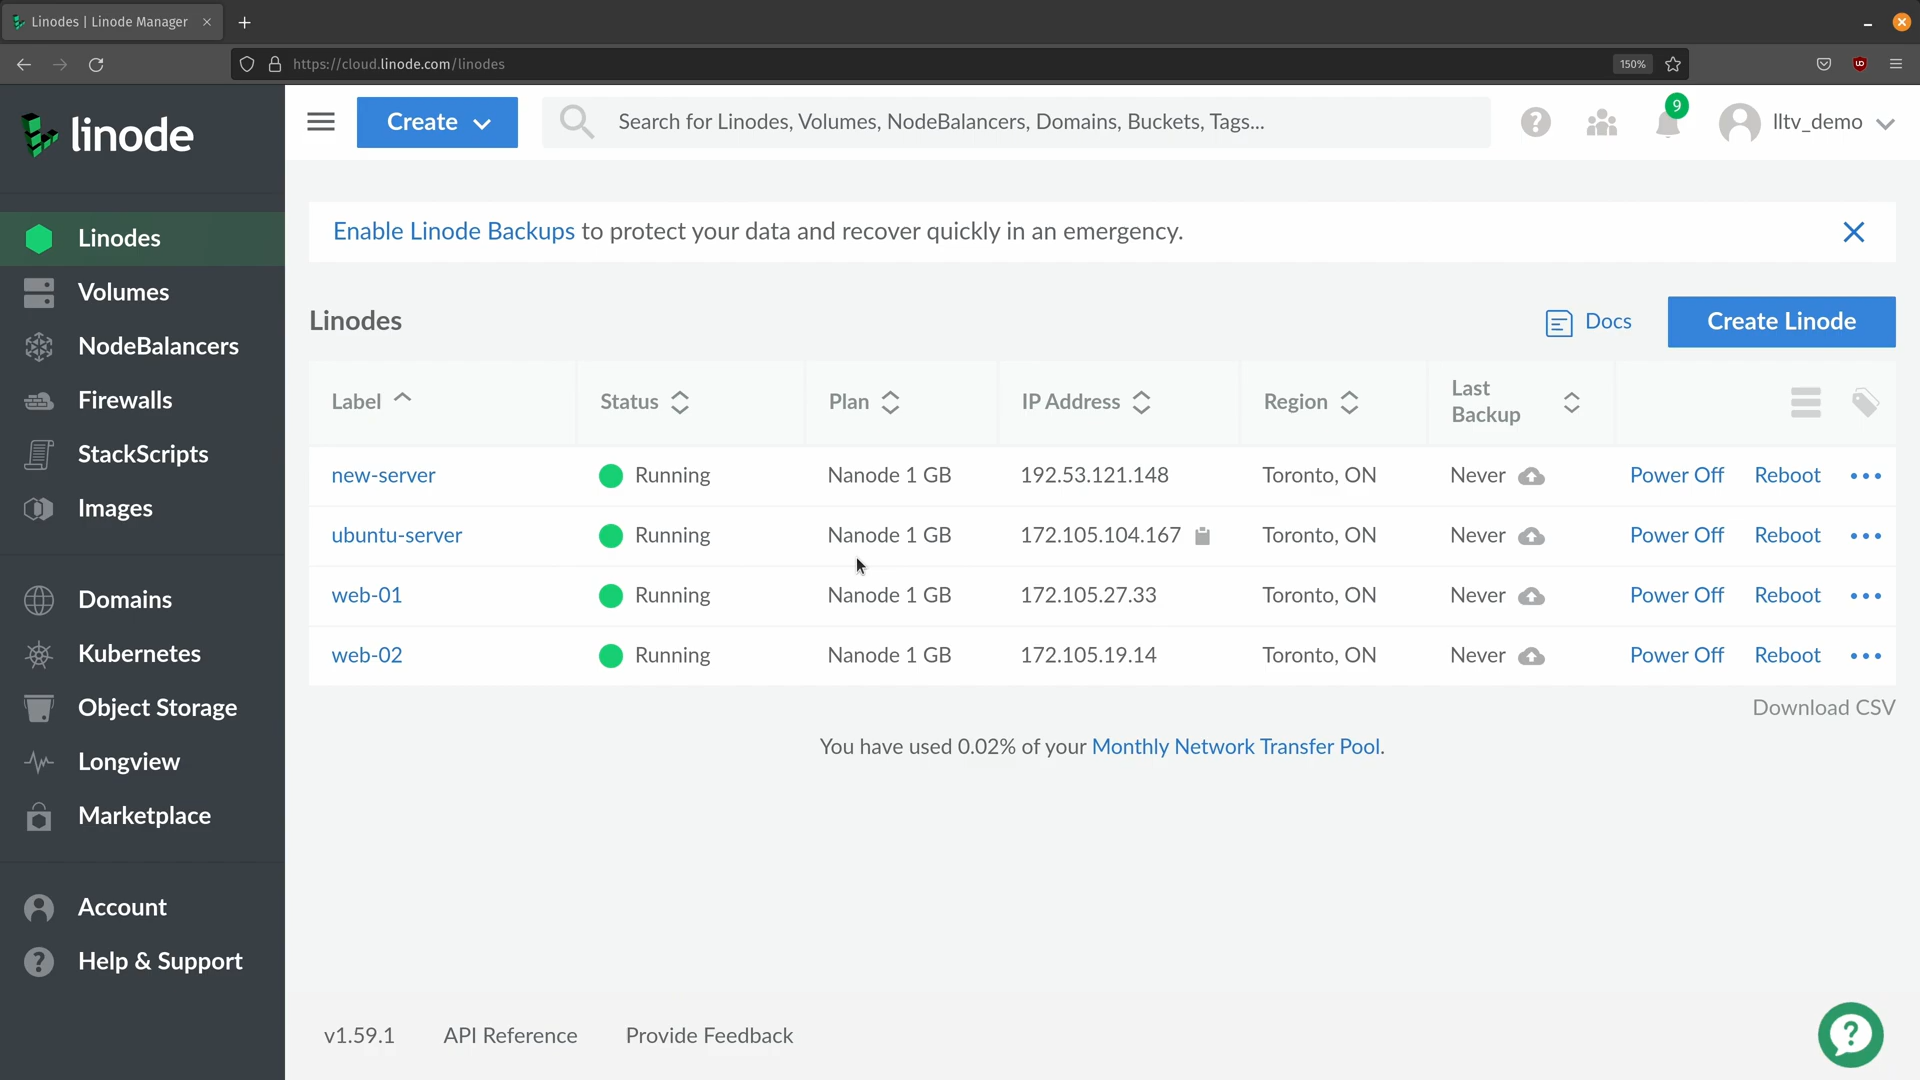 Linodes | Linode Manager
https://cloud.linode.com/linodes
150%
linode
Create
Search for Linodes, Volumes, NodeBalancers, Domains, Buckets, Tags...
9
lltv_demo
Linodes
Volumes
NodeBalancers
Firewalls
StackScripts
Images
Domains
Kubernetes
Object Storage
Longview
Marketplace
Account
Help & Support
Enable Linode Backups to protect your data and recover quickly in an emergency.
Linodes
Docs
Create Linode
Label Status Plan IP Address Region Last Backup
new-server Running Nanode 1 GB 192.53.121.148 Toronto, ON Never Power Off Reboot
ubuntu-server Running Nanode 1 GB 172.105.104.167 Toronto, ON Never Power Off Reboot
web-01 Running Nanode 1 GB 172.105.27.33 Toronto, ON Never Power Off Reboot
web-02 Running Nanode 1 GB 172.105.19.14 Toronto, ON Never Power Off Reboot
Download CSV
You have used 0.02% of your Monthly Network Transfer Pool.
v1.59.1 API Reference Provide Feedback